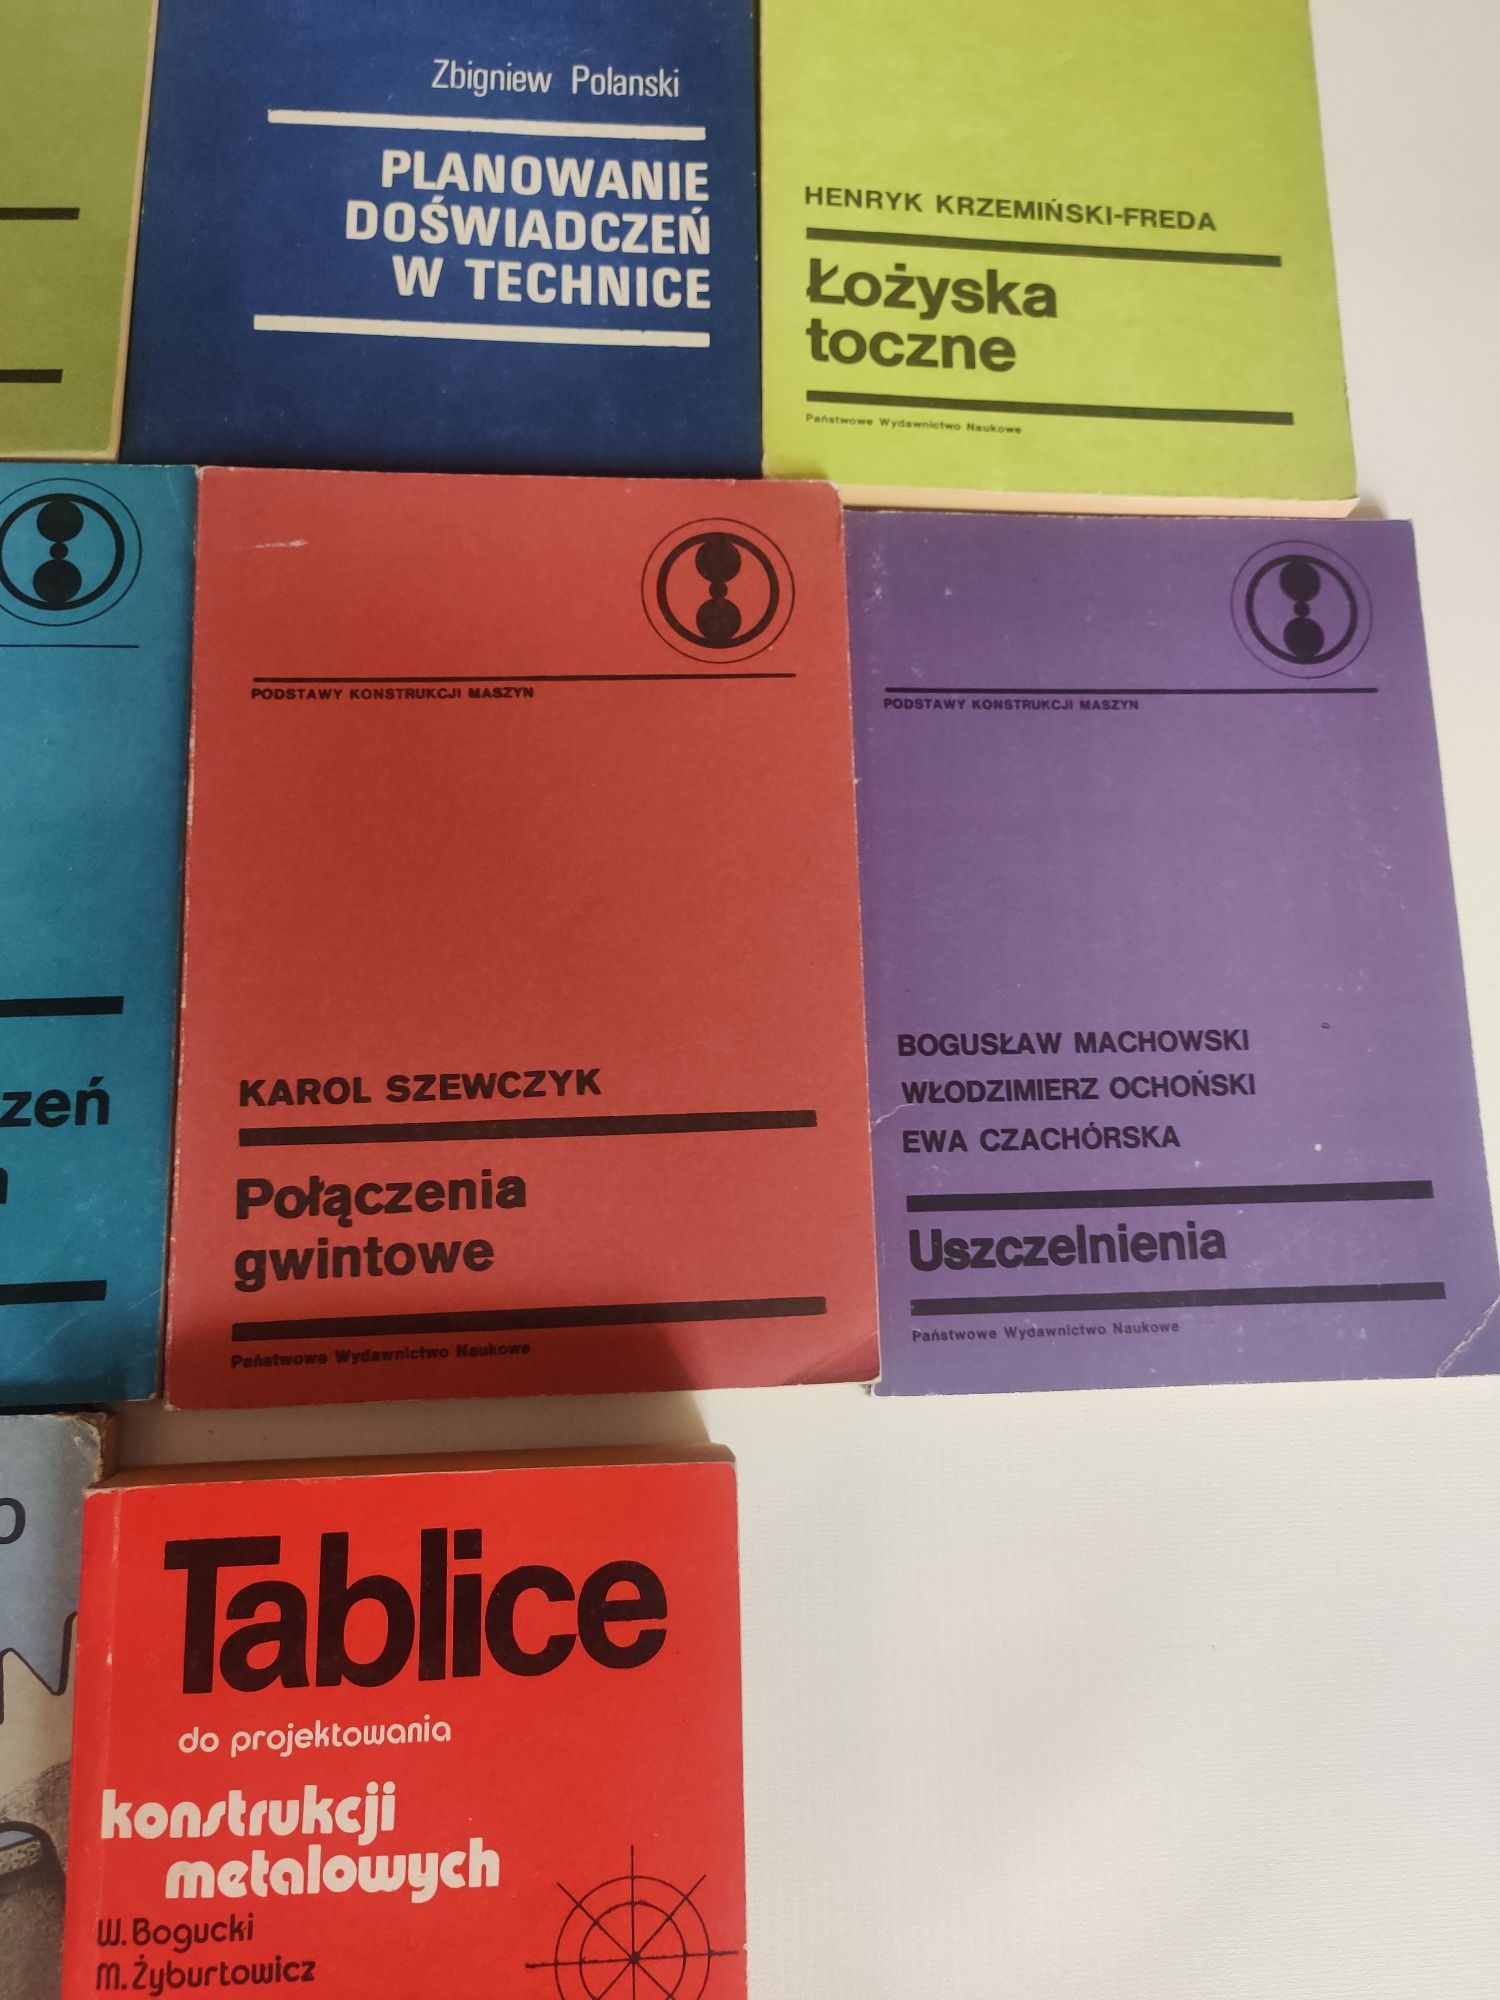 Zbigniew Polanski
PLANOWANIE
DOŚWIADCZEŃ
W TECHNICE
HENRYK KRZEMIŃSKI-FREDA
Łożyska
toczne
Państwowe Wydawnictwo Naukowe
zeń
PODSTAWY KONSTRUKCJI MASZYN
KAROL SZEWCZYK
Połączenia
gwintowe
Państwowe Wydawnictwo Naukowe
PODSTAWY KONSTRUKCJI MASZYN
BOGUSŁAW MACHOWSKI
WŁODZIMIERZ OCHOŃSKI
EWA CZACHÓRSKA
Uszczelnienia
Państwowe Wydawnictwo Naukowe
Tablice
do projektowania
konstrukcji
metalowych
W. Bogucki
M. Żyburtowicz